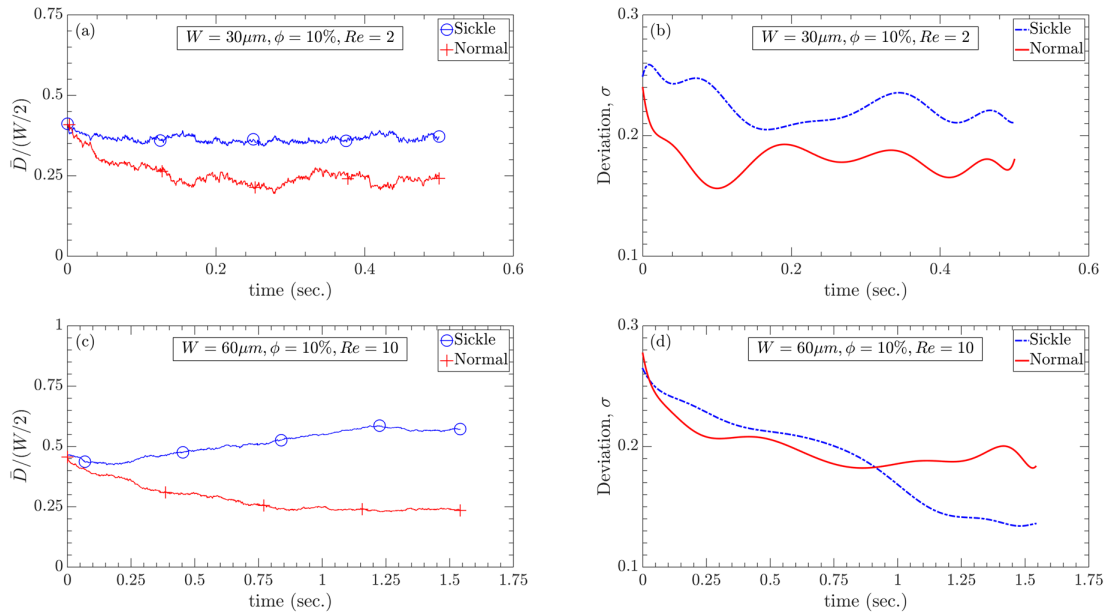 (a)
W = 30μm, ϕ = 10%, Re = 2
Sickle
Normal
0.75
0.5
0.25
0
D̄/(W/2)
0 0.2 0.4 0.6
time (sec.)
(b)
W = 30μm, ϕ = 10%, Re = 2
Sickle
Normal
0.3
0.2
0.1
Deviation, σ
0 0.2 0.4 0.6
time (sec.)
(c)
W = 60μm, ϕ = 10%, Re = 10
Sickle
Normal
1
0.75
0.5
0.25
0
D̄/(W/2)
0 0.25 0.5 0.75 1 1.25 1.5 1.75
time (sec.)
(d)
W = 60μm, ϕ = 10%, Re = 10
Sickle
Normal
0.3
0.2
0.1
Deviation, σ
0 0.25 0.5 0.75 1 1.25 1.5 1.75
time (sec.)